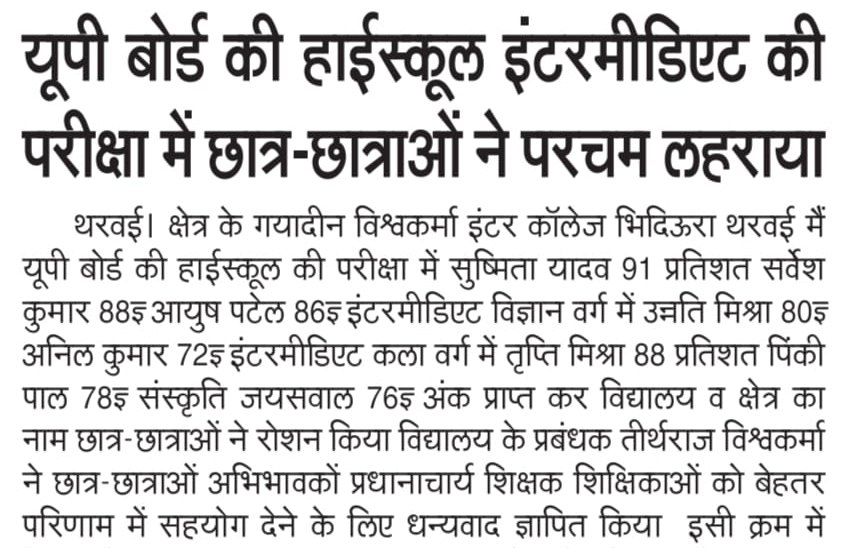 यूपी बोर्ड की हाईस्कूल इंटरमीडिएट की
परीक्षा में छात्र-छात्राओं ने परचम लहराया
थरवई। क्षेत्र के गयादीन विश्वकर्मा इंटर कॉलेज भिदिऊरा थरवई मैं
यूपी बोर्ड की हाईस्कूल की परीक्षा में सुष्मिता यादव 91 प्रतिशत सर्वेश
कुमार 88इ आयुष पटेल 86इ इंटरमीडिएट विज्ञान वर्ग में उन्नति मिश्रा 80इ
अनिल कुमार 72इ इंटरमीडिएट कला वर्ग में तृप्ति मिश्रा 88 प्रतिशत पिंकी
पाल 78इ संस्कृति जयसवाल 76इ अंक प्राप्त कर विद्यालय व क्षेत्र का
नाम छात्र-छात्राओं ने रोशन किया विद्यालय के प्रबंधक तीर्थराज विश्वकर्मा
ने छात्र-छात्राओं अभिभावकों प्रधानाचार्य शिक्षक शिक्षिकाओं को बेहतर
परिणाम में सहयोग देने के लिए धन्यवाद ज्ञापित किया इसी क्रम में